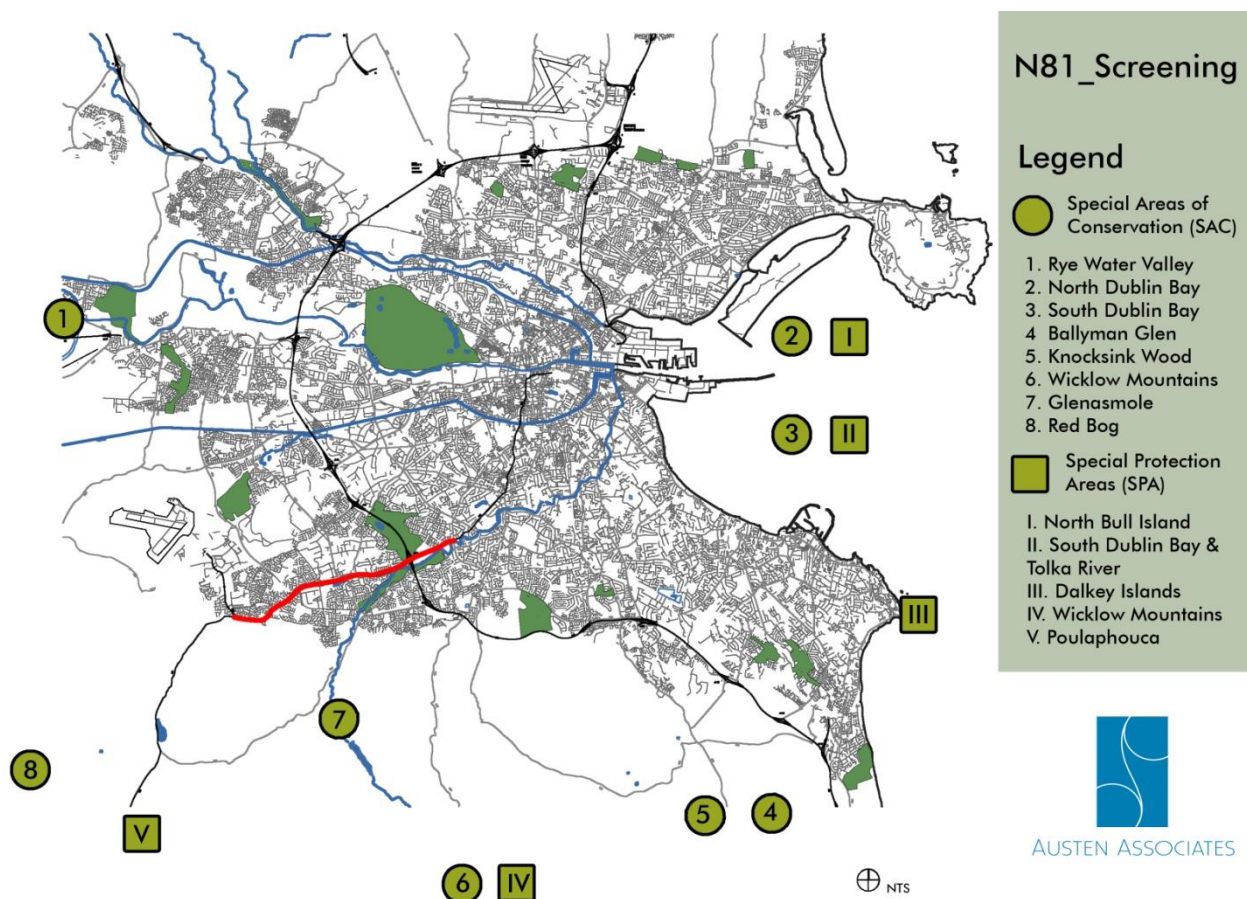 N81_Screening
Legend
Special Areas of
Conservation (SAC)
1. Rye Water Valley
2. North Dublin Bay
3. South Dublin Bay
4 Ballyman Glen
5. Knocksink Wood
6. Wicklow Mountains
7. Glenasmole
8. Red Bog
Special Protection
Areas (SPA)
I. North Bull Island
II. South Dublin Bay &
Tolka River
III. Dalkey Islands
IV. Wicklow Mountains
V. Poulaphouca
AUSTEN ASSOCIATES
1
2
I
3
II
III
7
8
V
5
4
6
IV
NTS